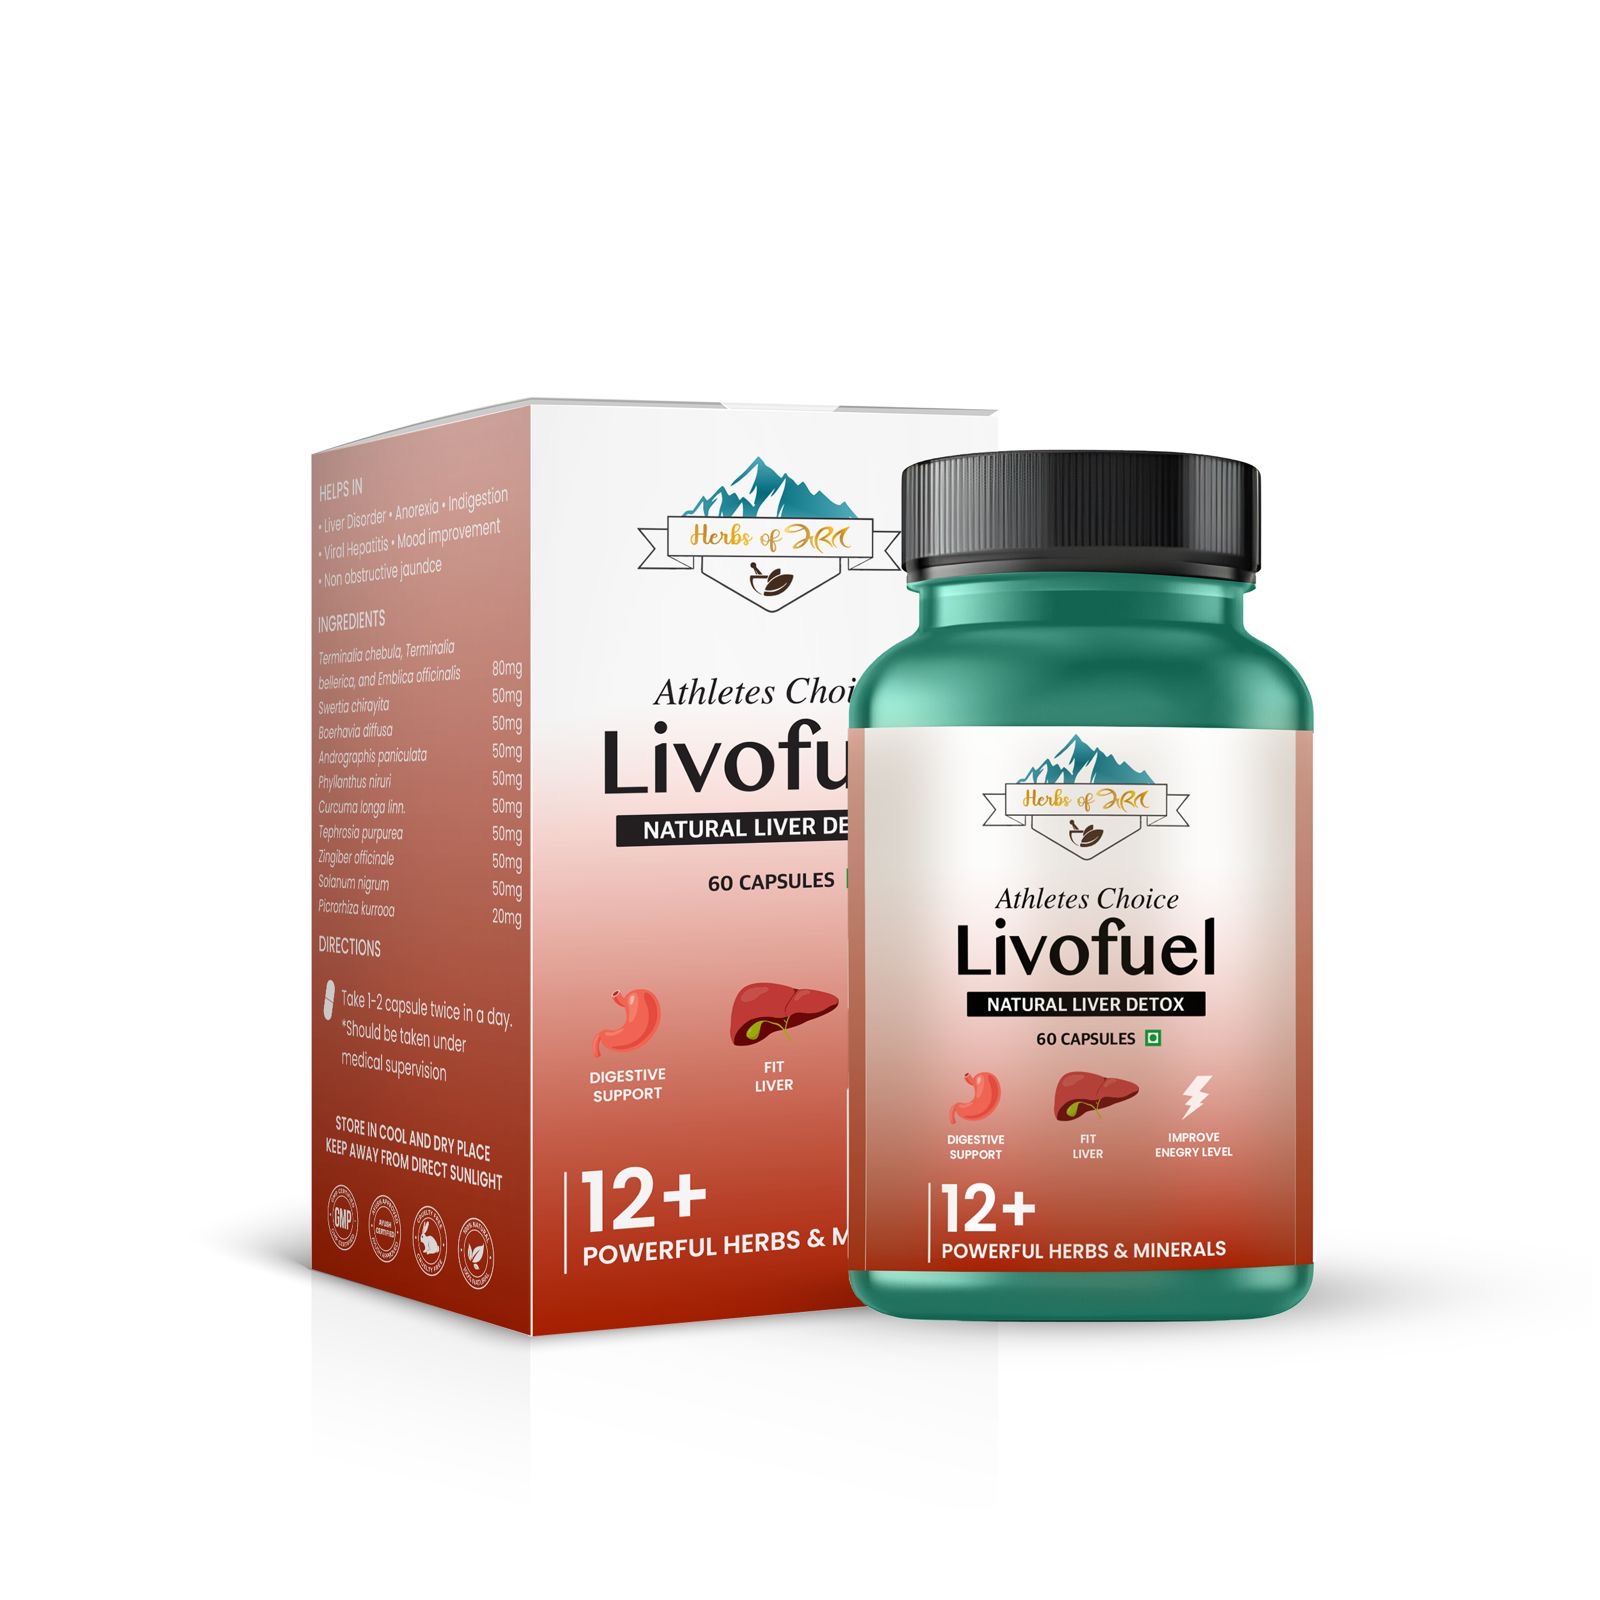 HELPS IN
• Liver Disorder • Anorexia • Indigestion
• Viral Hepatitis • Mood improvement
• Non obstructive jaundce
INGREDIENTS
Terminalia chebula, Terminalia
bellerica, and Emblica officinalis 80mg
Swertia chirayita 50mg
Boerhavia diffusa 50mg
Andrographis paniculata 50mg
Phyllanthus niruri 50mg
Curcuma longa linn. 50mg
Tephrosia purpurea 50mg
Zingiber officinale 50mg
Solanum nigrum 50mg
Picrorhiza kurrooa 20mg
DIRECTIONS
Take 1-2 capsule twice in a day.
*Should be taken under
medical supervision
STORE IN COOL AND DRY PLACE
KEEP AWAY FROM DIRECT SUNLIGHT
GMP
CRUELTY FREE
100% NATURAL
Herbs of
Athletes Choi
Livofu
NATURAL LIVER DE
60 CAPSULES
DIGESTIVE
SUPPORT
FIT
LIVER
12+
POWERFUL HERBS & M
Herbs of
Athletes Choice
Livofuel
NATURAL LIVER DETOX
60 CAPSULES
DIGESTIVE
SUPPORT
FIT
LIVER
IMPROVE
ENEGRY LEVEL
12+
POWERFUL HERBS & MINERALS